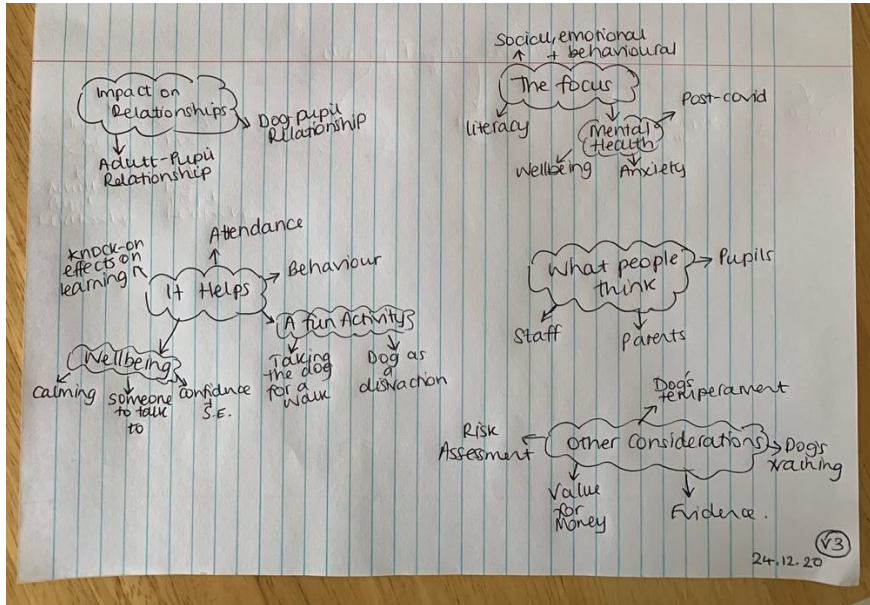 Impact on
Relationships
Dog-pupil
Relationship
Adult-Pupil
Relationship
Social, emotional
+ behavioural
The focus
literacy
Mental
Health
Post-covid
Wellbeing
Anxiety
Knock-on
effects on
learning
Attendance
Behaviour
It Helps
A fun Activity
Taking
the dog
for a
walk
Dog as
a
distraction
Wellbeing
calming
someone
to talk
to
confidence
+
S.E.
What people
think
Pupils
Staff
Parents
Other Considerations
Dog's
temperament
Risk
Assessment
Dog's
training
Value
for
Money
Evidence.
V3
24.12.20